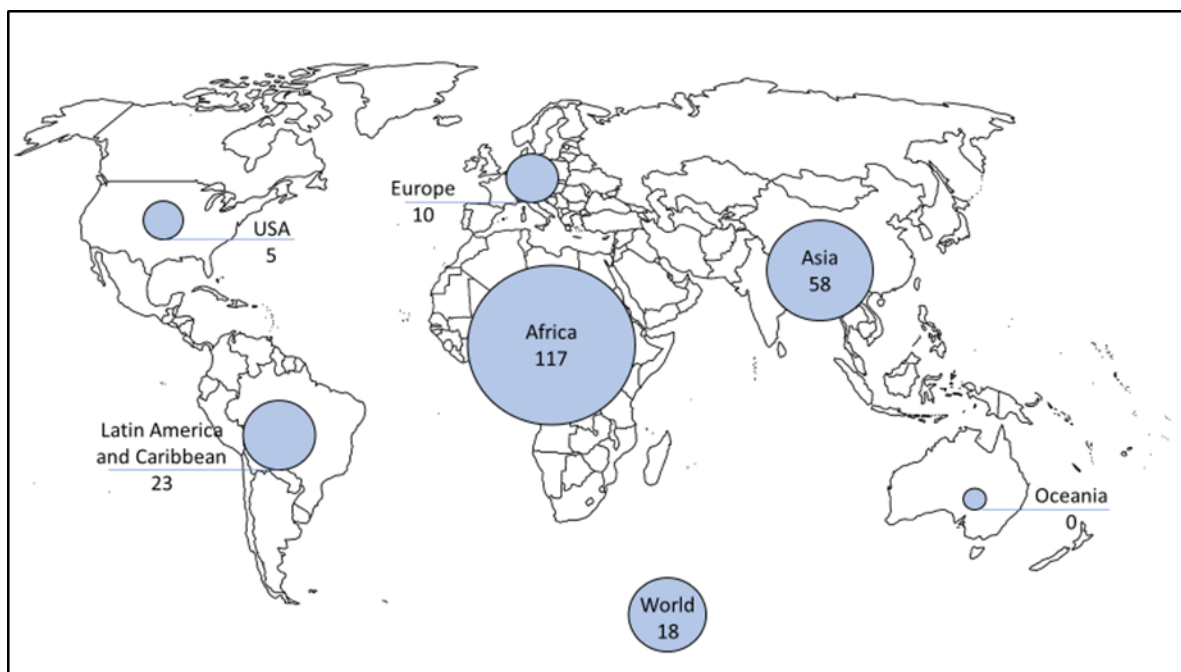 Europe
10
USA
5
Asia
58
Africa
117
Latin America
and Caribbean
23
Oceania
0
World
18